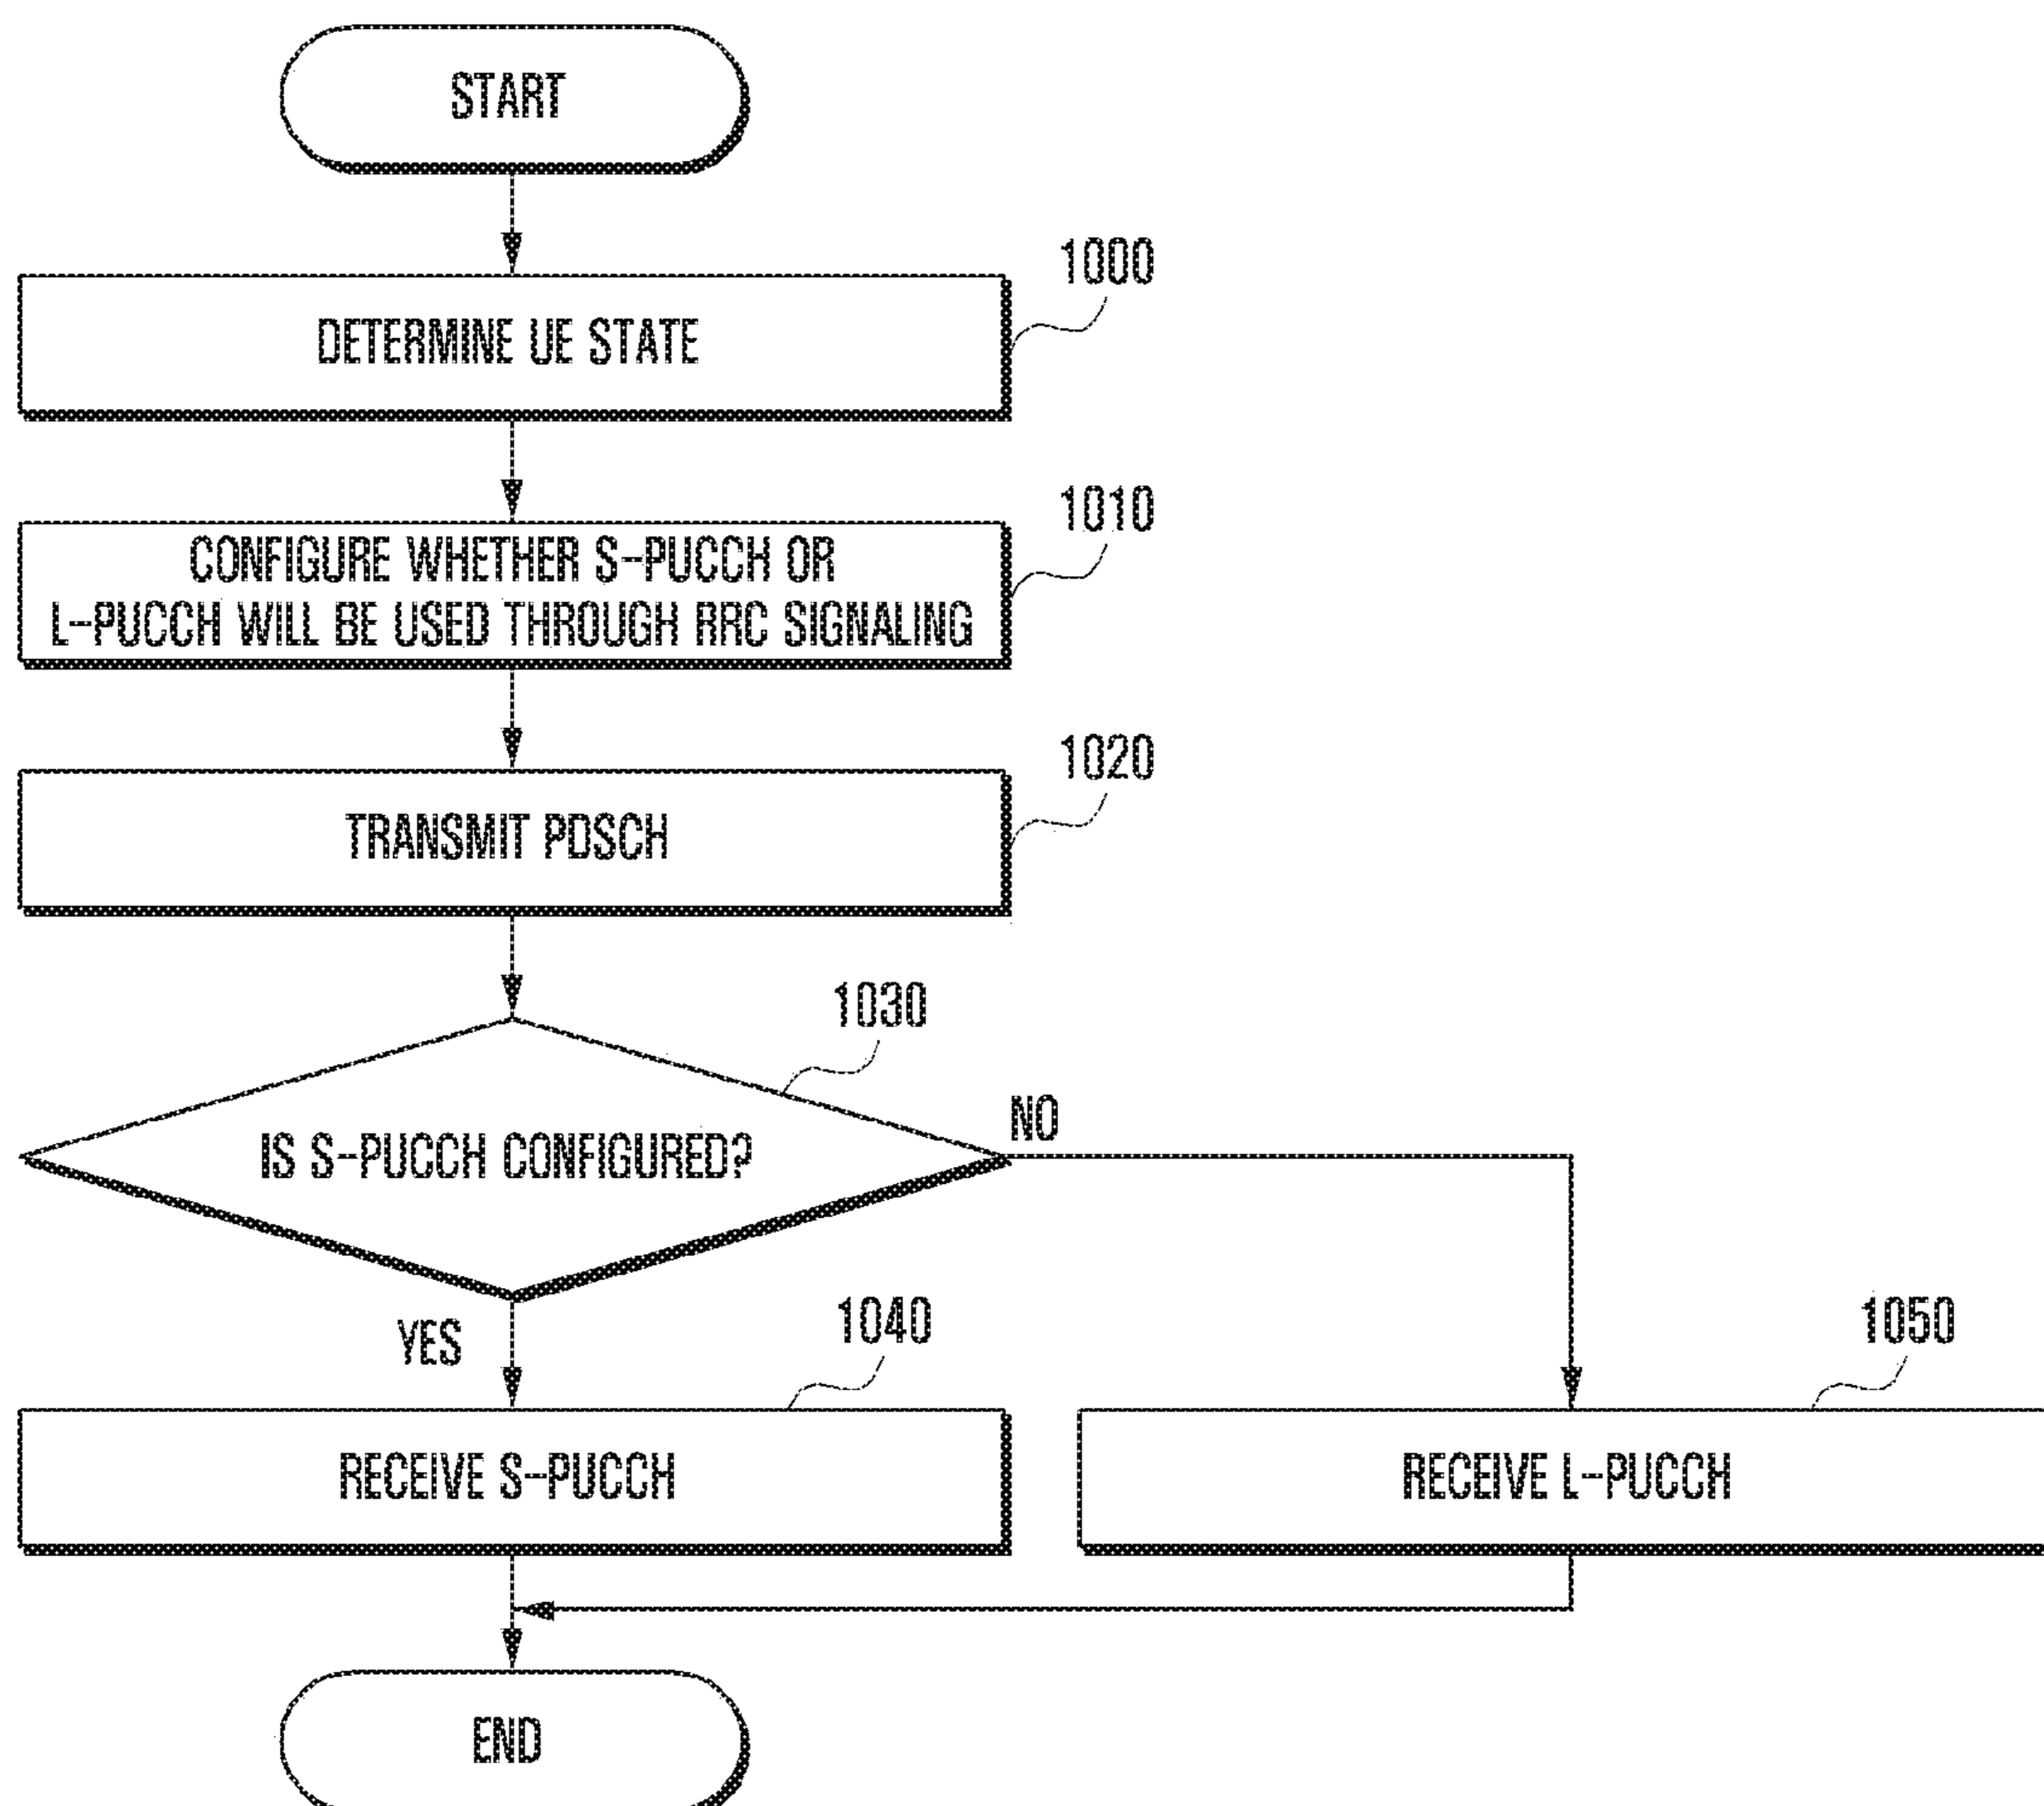 START
1000
DETERMINE UE STATE
1010
CONFIGURE WHETHER S-PUCCH OR
L-PUCCH WILL BE USED THROUGH RRC SIGNALING
1020
TRANSMIT PDSCH
1030
IS S-PUCCH CONFIGURED?
NO
YES
1040
RECEIVE S-PUCCH
1050
RECEIVE L-PUCCH
END